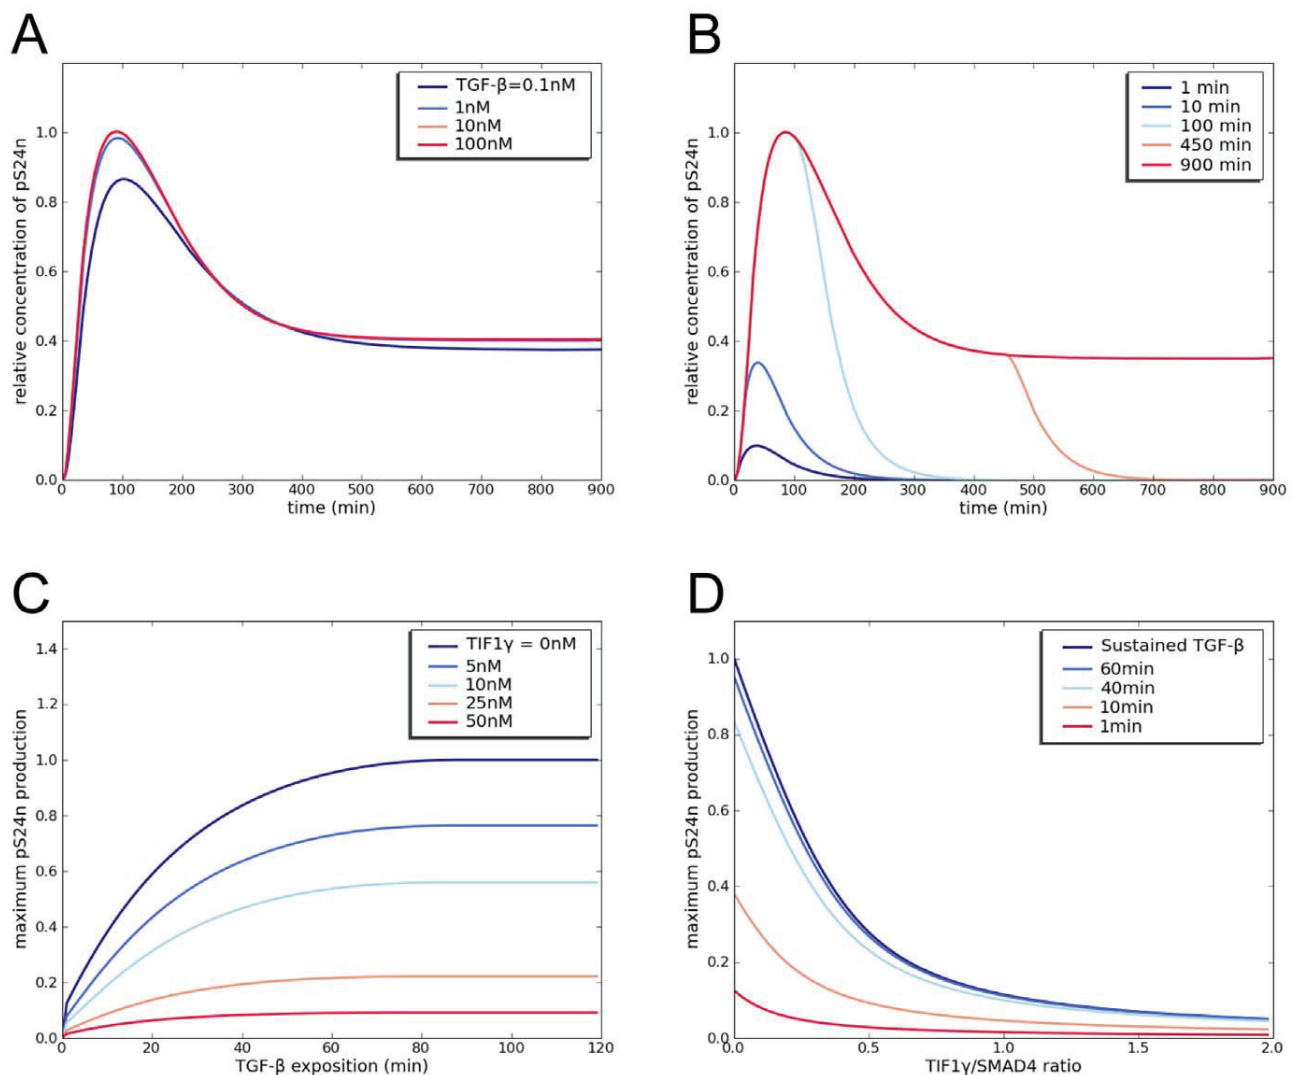 A
TGF-β=0.1nM
1nM
10nM
100nM
relative concentration of pS24n
0.0
0.2
0.4
0.6
0.8
1.0
0 100 200 300 400 500 600 700 800 900
time (min)
B
1 min
10 min
100 min
450 min
900 min
relative concentration of pS24n
0.0
0.2
0.4
0.6
0.8
1.0
0 100 200 300 400 500 600 700 800 900
time (min)
C
TIF1γ = 0nM
5nM
10nM
25nM
50nM
maximum pS24n production
0.0
0.2
0.4
0.6
0.8
1.0
1.2
1.4
0 20 40 60 80 100 120
TGF-β exposition (min)
D
Sustained TGF-β
60min
40min
10min
1min
maximum pS24n production
0.0
0.2
0.4
0.6
0.8
1.0
0.0 0.5 1.0 1.5 2.0
TIF1γ/SMAD4 ratio